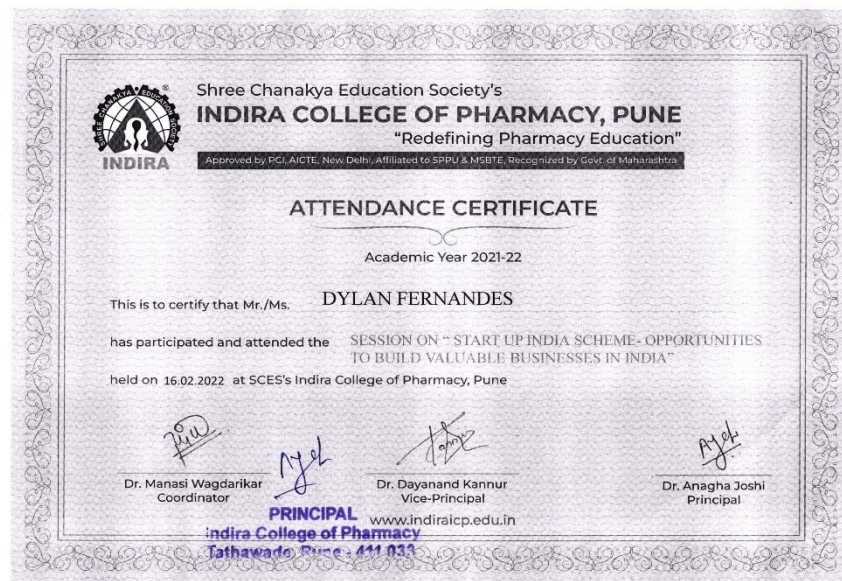 SHREE CHANAKYA EDUCATION SOCIETY
®
INDIRA
Shree Chanakya Education Society's
INDIRA COLLEGE OF PHARMACY, PUNE
“Redefining Pharmacy Education”
Approved by PCI, AICTE, New Delhi, Affiliated to SPPU & MSBTE, Recognized by Govt. of Maharashtra
ATTENDANCE CERTIFICATE
Academic Year 2021-22
This is to certify that Mr./Ms. DYLAN FERNANDES
has participated and attended the SESSION ON “ START UP INDIA SCHEME- OPPORTUNITIES
TO BUILD VALUABLE BUSINESSES IN INDIA”
held on 16.02.2022 at SCES's Indira College of Pharmacy, Pune
Dr. Manasi Wagdarikar
Coordinator
Dr. Dayanand Kannur
Vice-Principal
Dr. Anagha Joshi
Principal
www.indiraicp.edu.in
PRINCIPAL
Indira College of Pharmacy
Tathawade, Pune - 411 033